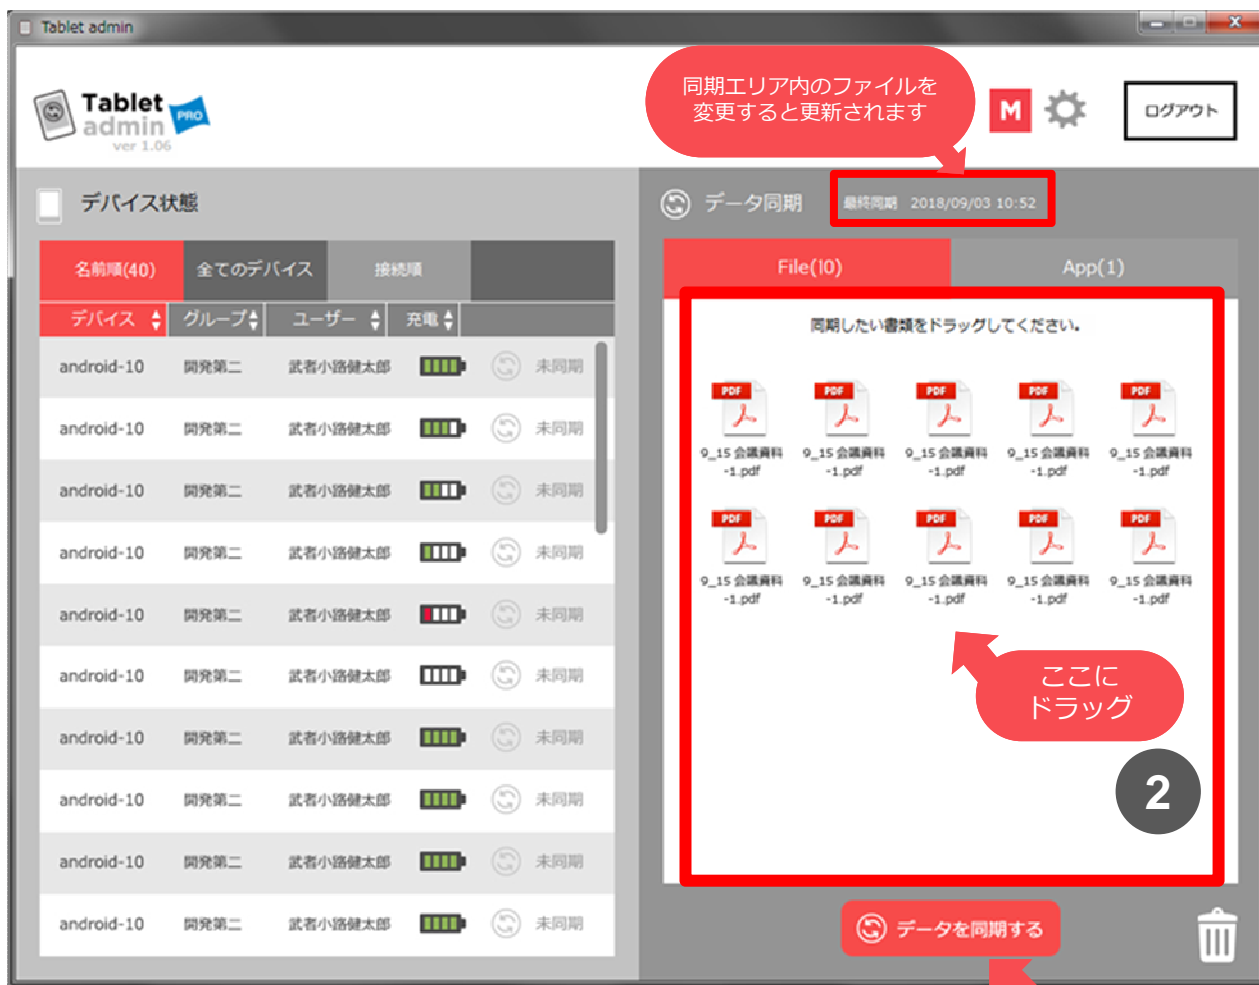 Tablet admin
Tablet
admin
PRO
ver 1.06
同期エリア内のファイルを
変更すると更新されます
M
ログアウト
デバイス状態
名前順(40)
全てのデバイス
接続順
デバイス
グループ
ユーザー
充電
android-10 開発第二 武者小路健太郎 未同期
android-10 開発第二 武者小路健太郎 未同期
android-10 開発第二 武者小路健太郎 未同期
android-10 開発第二 武者小路健太郎 未同期
android-10 開発第二 武者小路健太郎 未同期
android-10 開発第二 武者小路健太郎 未同期
android-10 開発第二 武者小路健太郎 未同期
android-10 開発第二 武者小路健太郎 未同期
android-10 開発第二 武者小路健太郎 未同期
android-10 開発第二 武者小路健太郎 未同期
データ同期
最終同期 2018/09/03 10:52
File(10)
App(1)
同期したい書類をドラッグしてください。
PDF PDF PDF PDF PDF
9_15 会議資料 9_15 会議資料 9_15 会議資料 9_15 会議資料 9_15 会議資料
-1.pdf -1.pdf -1.pdf -1.pdf -1.pdf
PDF PDF PDF PDF PDF
9_15 会議資料 9_15 会議資料 9_15 会議資料 9_15 会議資料 9_15 会議資料
-1.pdf -1.pdf -1.pdf -1.pdf -1.pdf
ここに
ドラッグ
2
データを同期する